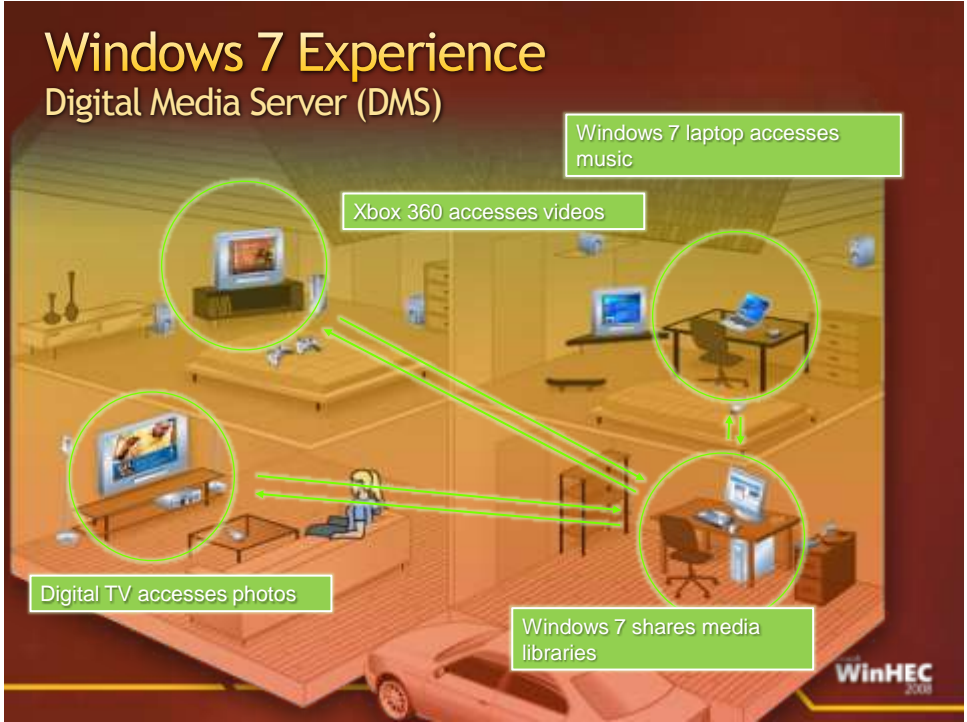 Windows 7 Experience
Digital Media Server (DMS)
Windows 7 laptop accesses
music
Xbox 360 accesses videos
Digital TV accesses photos
Windows 7 shares media
libraries
WinHEC
2008